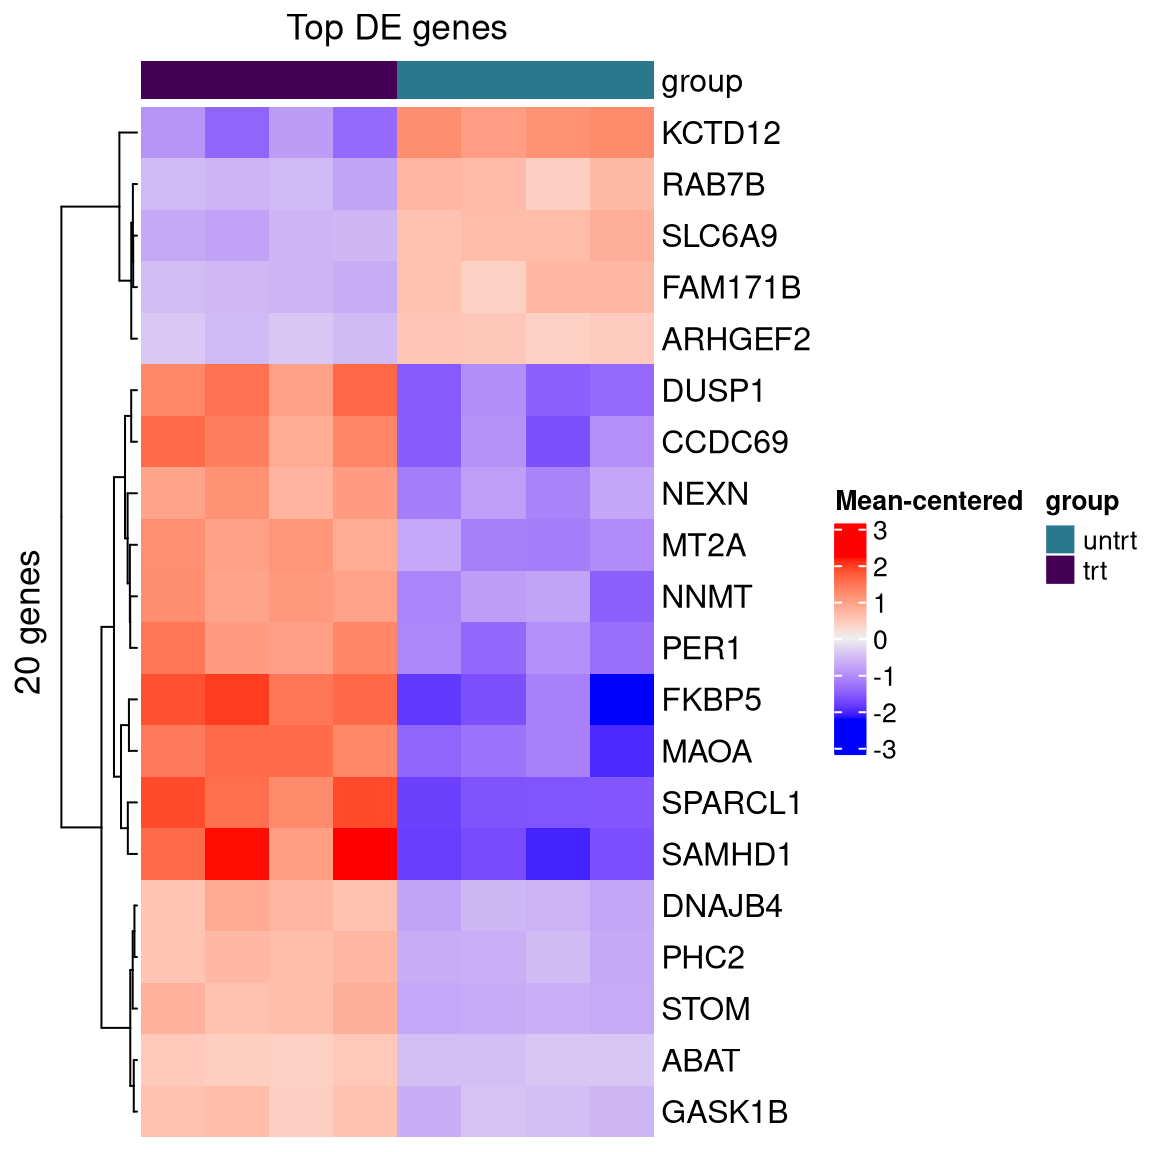 Top DE genes
group
KCTD12
RAB7B
SLC6A9
FAM171B
ARHGEF2
DUSP1
CCDC69
NEXN
MT2A
NNMT
PER1
FKBP5
MAOA
SPARCL1
SAMHD1
DNAJB4
PHC2
STOM
ABAT
GASK1B
20 genes
Mean-centered
3
2
1
0
-1
-2
-3
group
untrt
trt